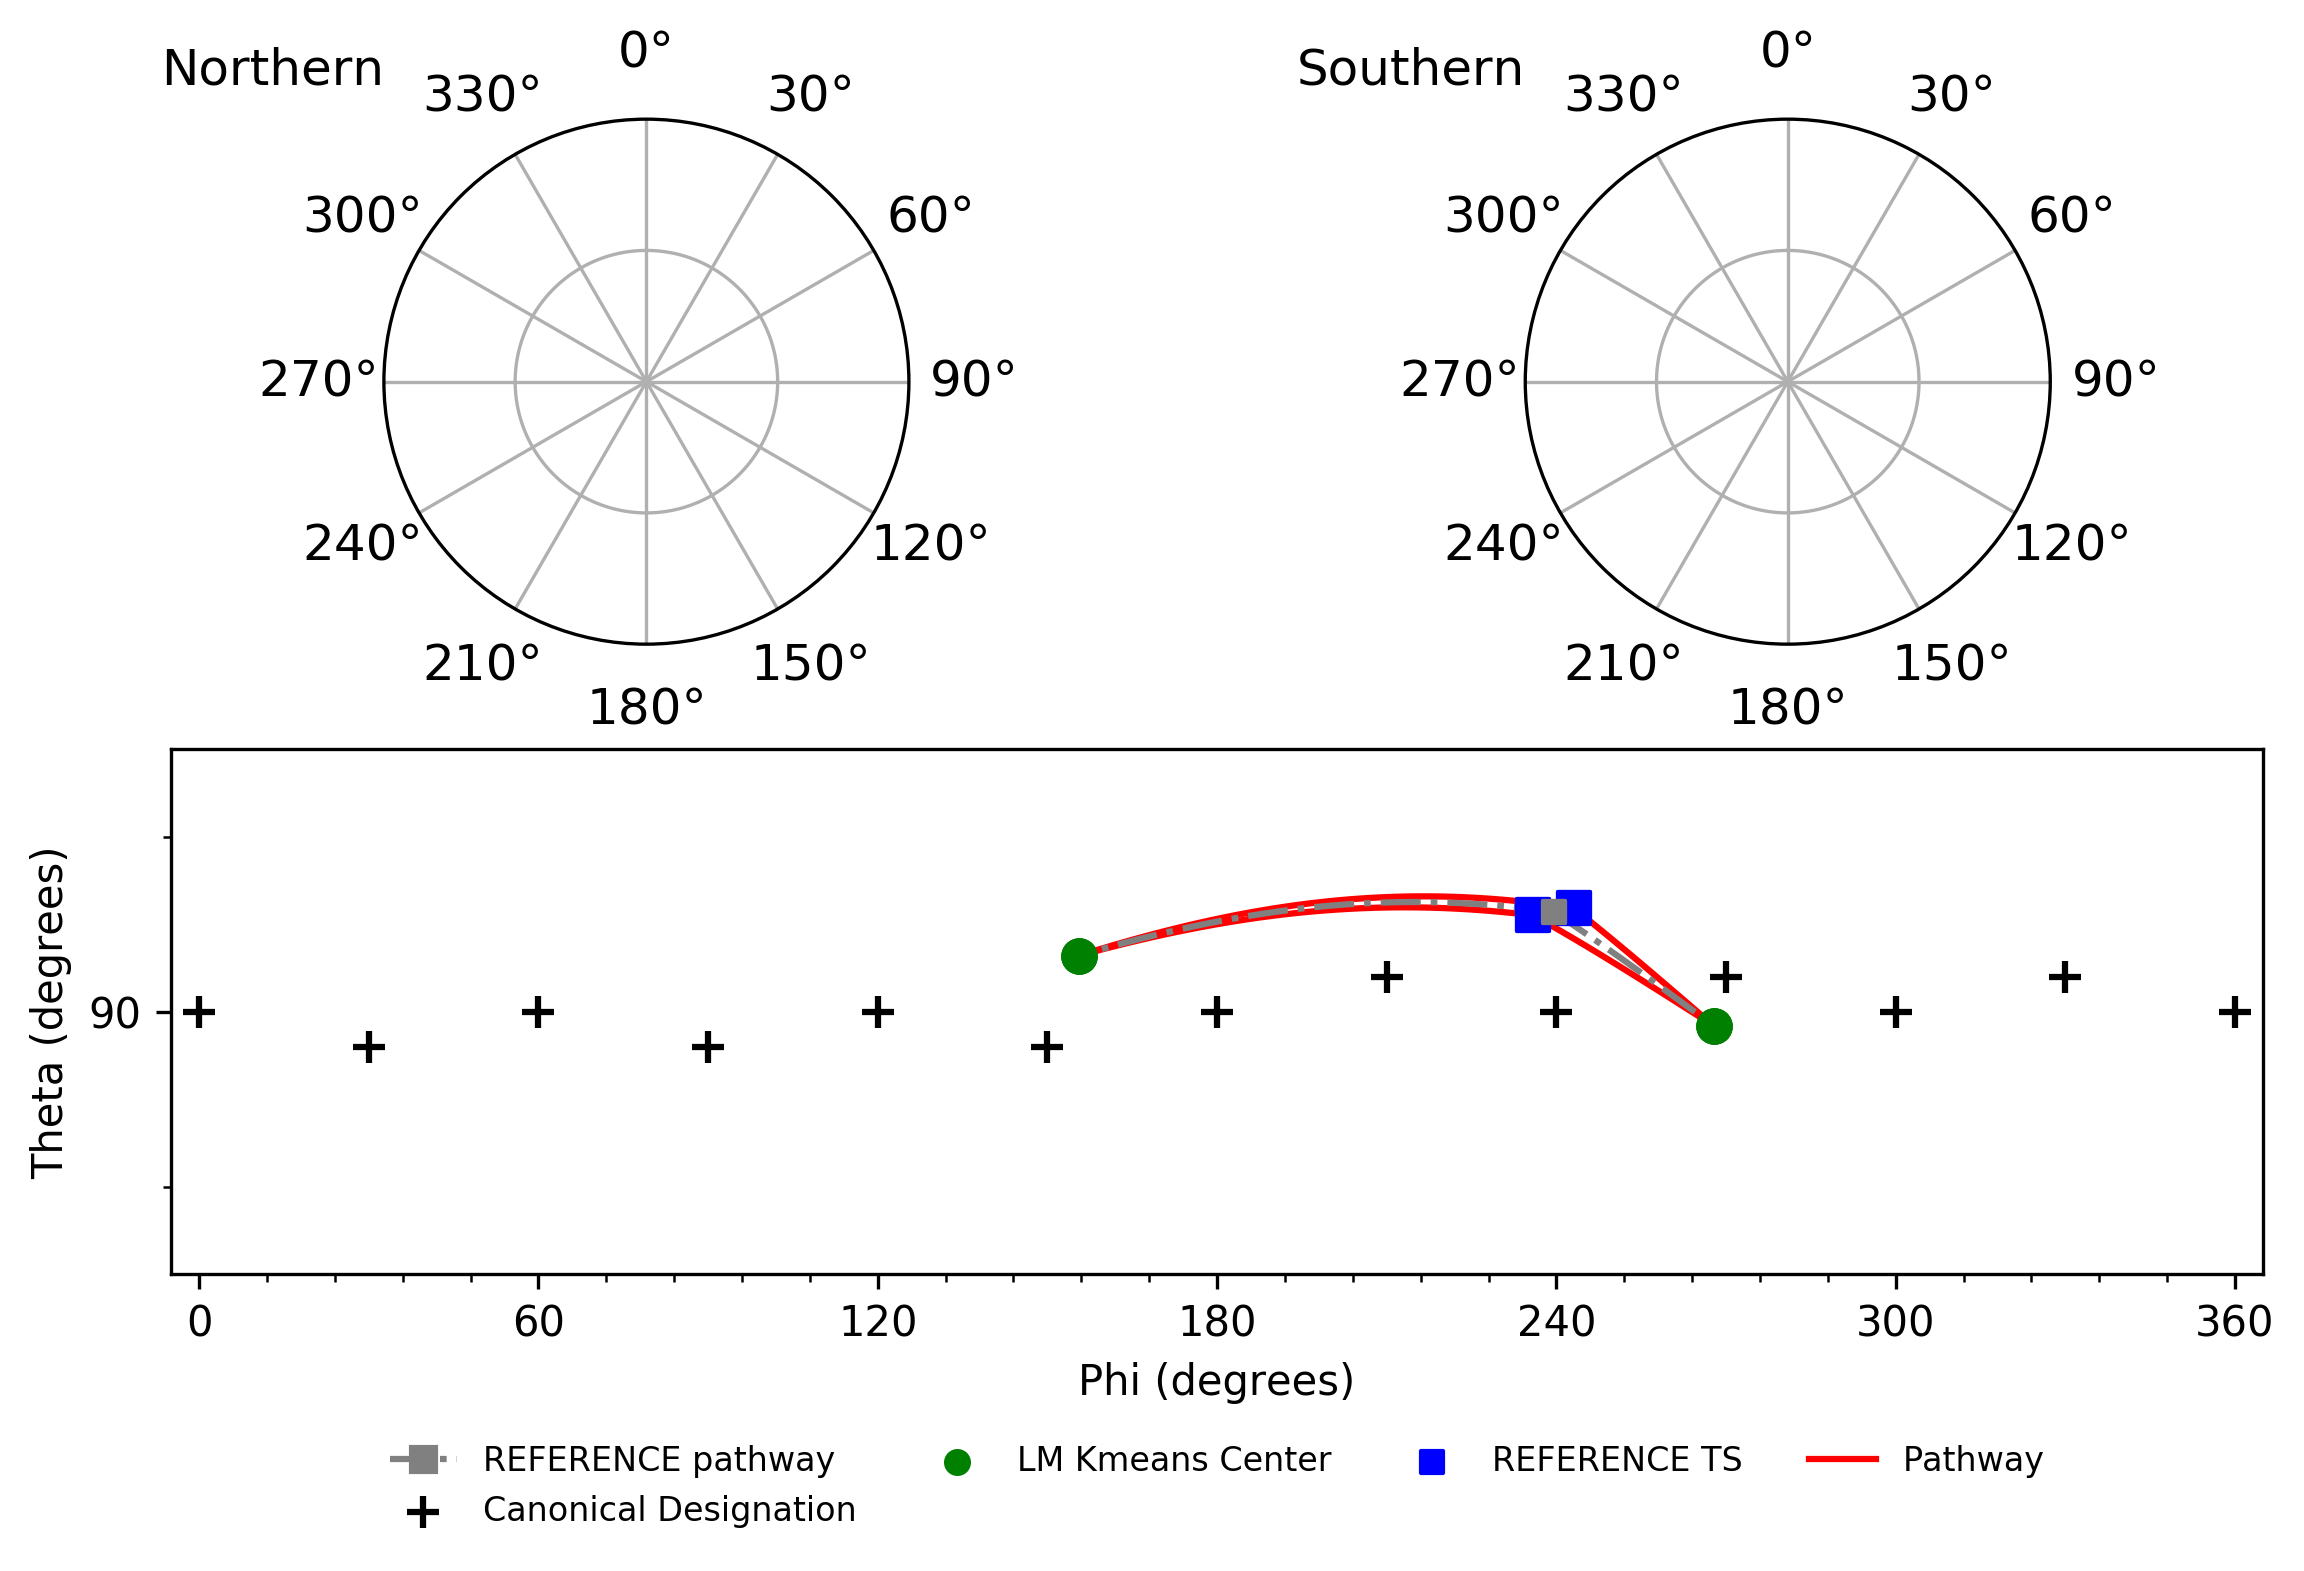 Northern
0°
330°
30°
300°
60°
270°
90°
240°
120°
210°
150°
180°
Southern
0°
330°
30°
300°
60°
270°
90°
240°
120°
210°
150°
180°
Theta (degrees)
90
0 60 120 180 240 300 360
Phi (degrees)
REFERENCE pathway
Canonical Designation
LM Kmeans Center
REFERENCE TS
Pathway